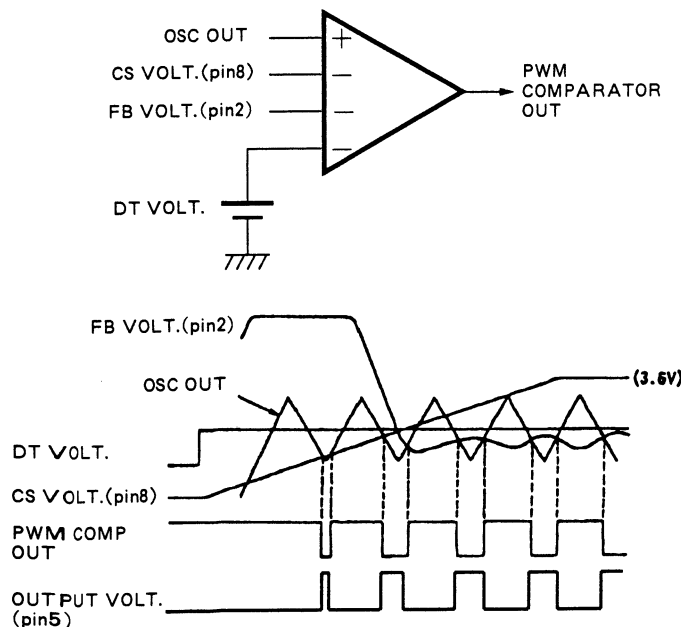 OSC OUT
+
CS VOLT.(pin8)
−
FB VOLT.(pin2)
−
−
PWM
COMPARATOR
OUT
DT VOLT.
FB VOLT.(pin2)
(3.6V)
OSC OUT
DT VOLT.
CS VOLT.(pin8)
PWM COMP
OUT
OUT PUT VOLT.
(pin5)